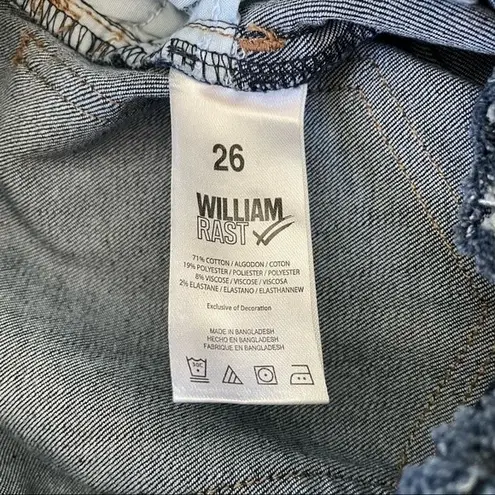 26
WILLIAM
RAST
71% COTTON / ALGODON / COTON
19% POLYESTER / POLIESTER / POLYESTER
8% VISCOSE / VISCOSE / VISCOSA
2% ELASTANE / ELASTANO / ELASTHANNEW
Exclusive of Decoration
MADE IN BANGLADESH
HECHO EN BANGLADESH
FABRIQUE EN BANGLADESH